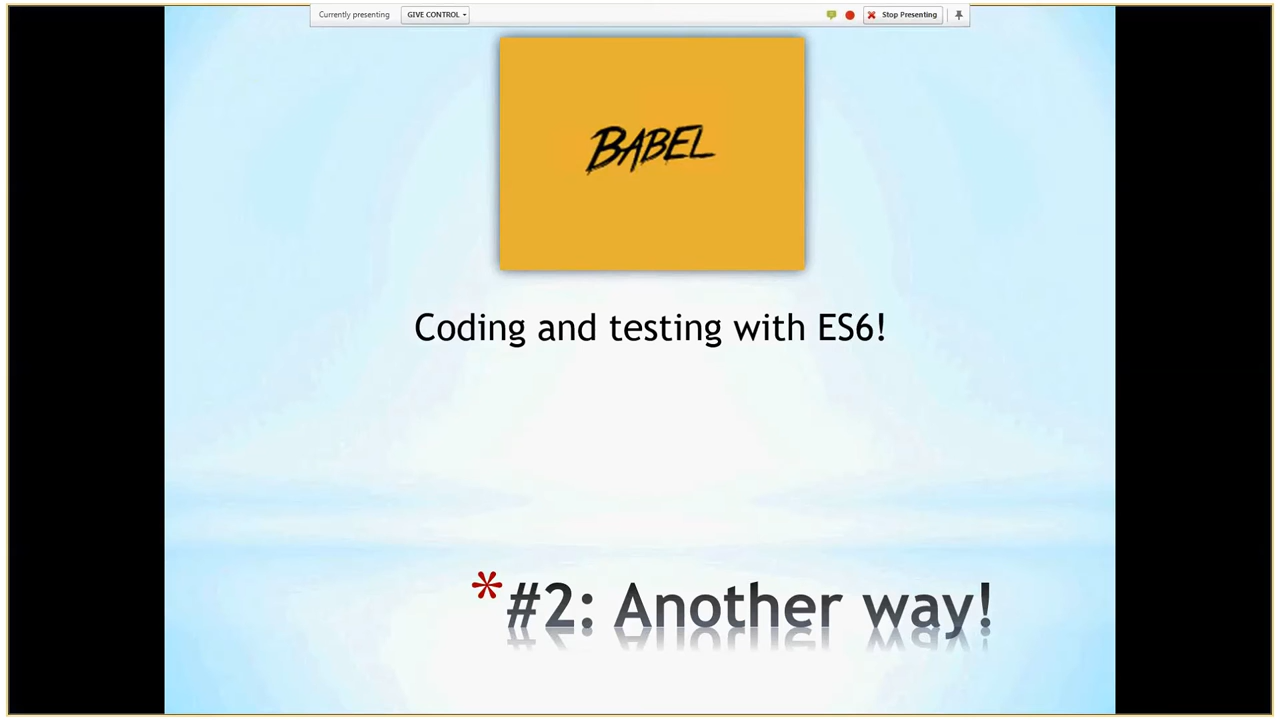 Currently presenting GIVE CONTROL Stop Presenting
BABEL
Coding and testing with ES6!
*#2: Another way!